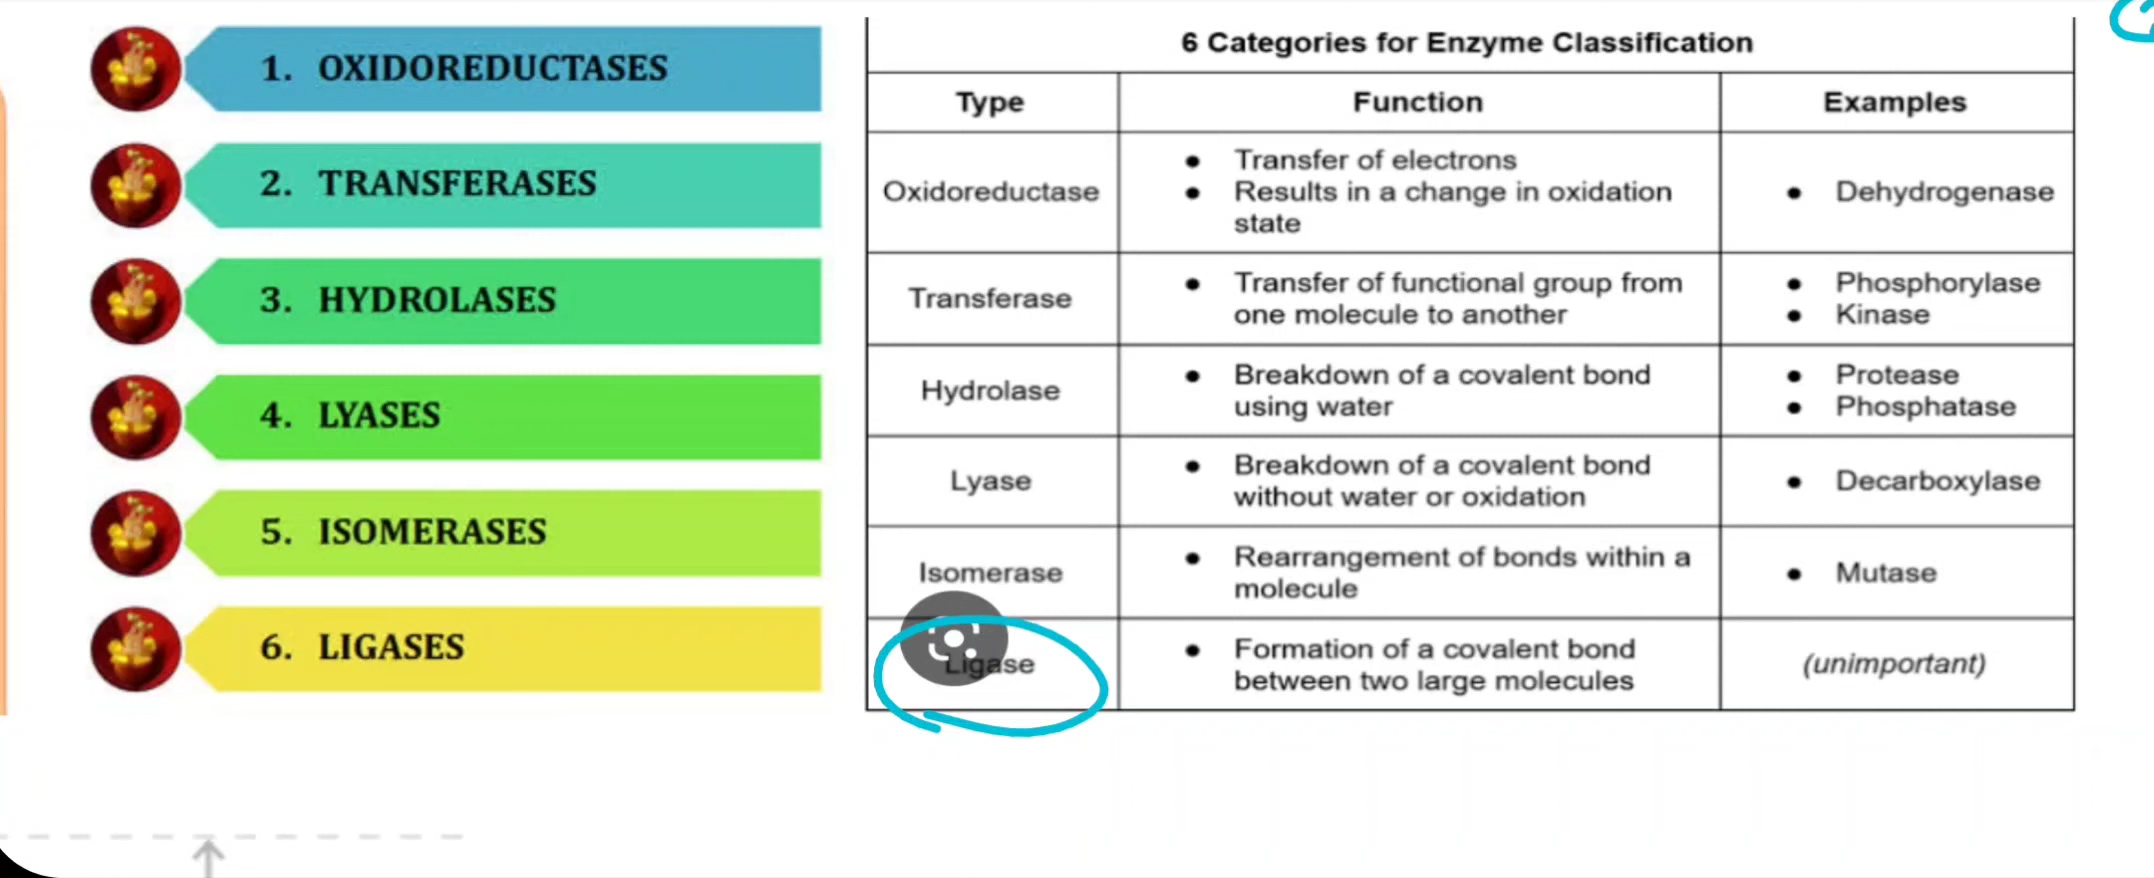 1. OXIDOREDUCTASES
2. TRANSFERASES
3. HYDROLASES
4. LYASES
5. ISOMERASES
6. LIGASES
6 Categories for Enzyme Classification
Type Function Examples
Oxidoreductase
• Transfer of electrons
• Results in a change in oxidation
state
• Dehydrogenase
Transferase
• Transfer of functional group from
one molecule to another
• Phosphorylase
• Kinase
Hydrolase
• Breakdown of a covalent bond
using water
• Protease
• Phosphatase
Lyase
• Breakdown of a covalent bond
without water or oxidation
• Decarboxylase
Isomerase
• Rearrangement of bonds within a
molecule
• Mutase
Ligase
• Formation of a covalent bond
between two large molecules
(unimportant)